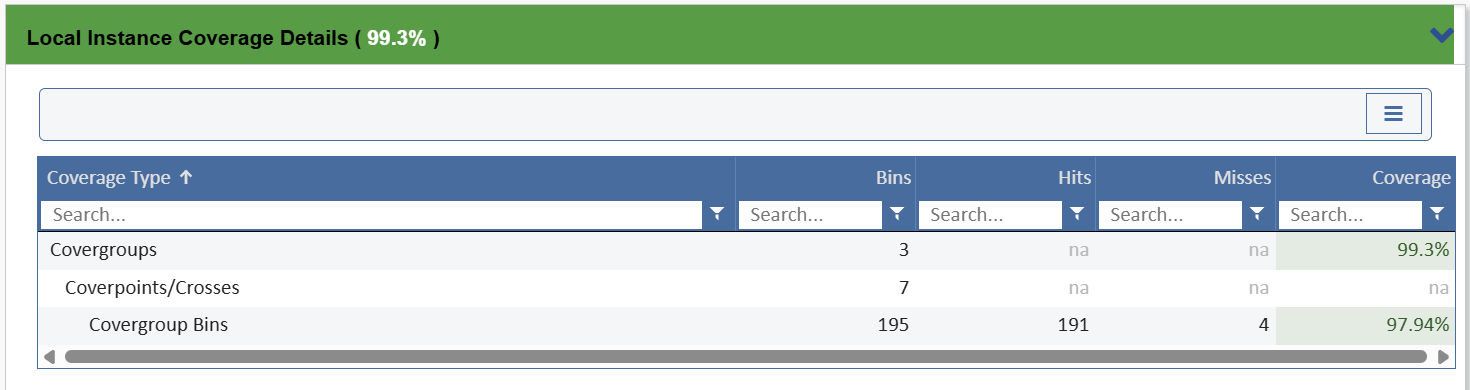 Local Instance Coverage Details ( 99.3% )
Coverage Type ↑ Bins Hits Misses Coverage
Search... Search... Search... Search... Search...
Covergroups 3 na na 99.3%
Coverpoints/Crosses 7 na na na
Covergroup Bins 195 191 4 97.94%